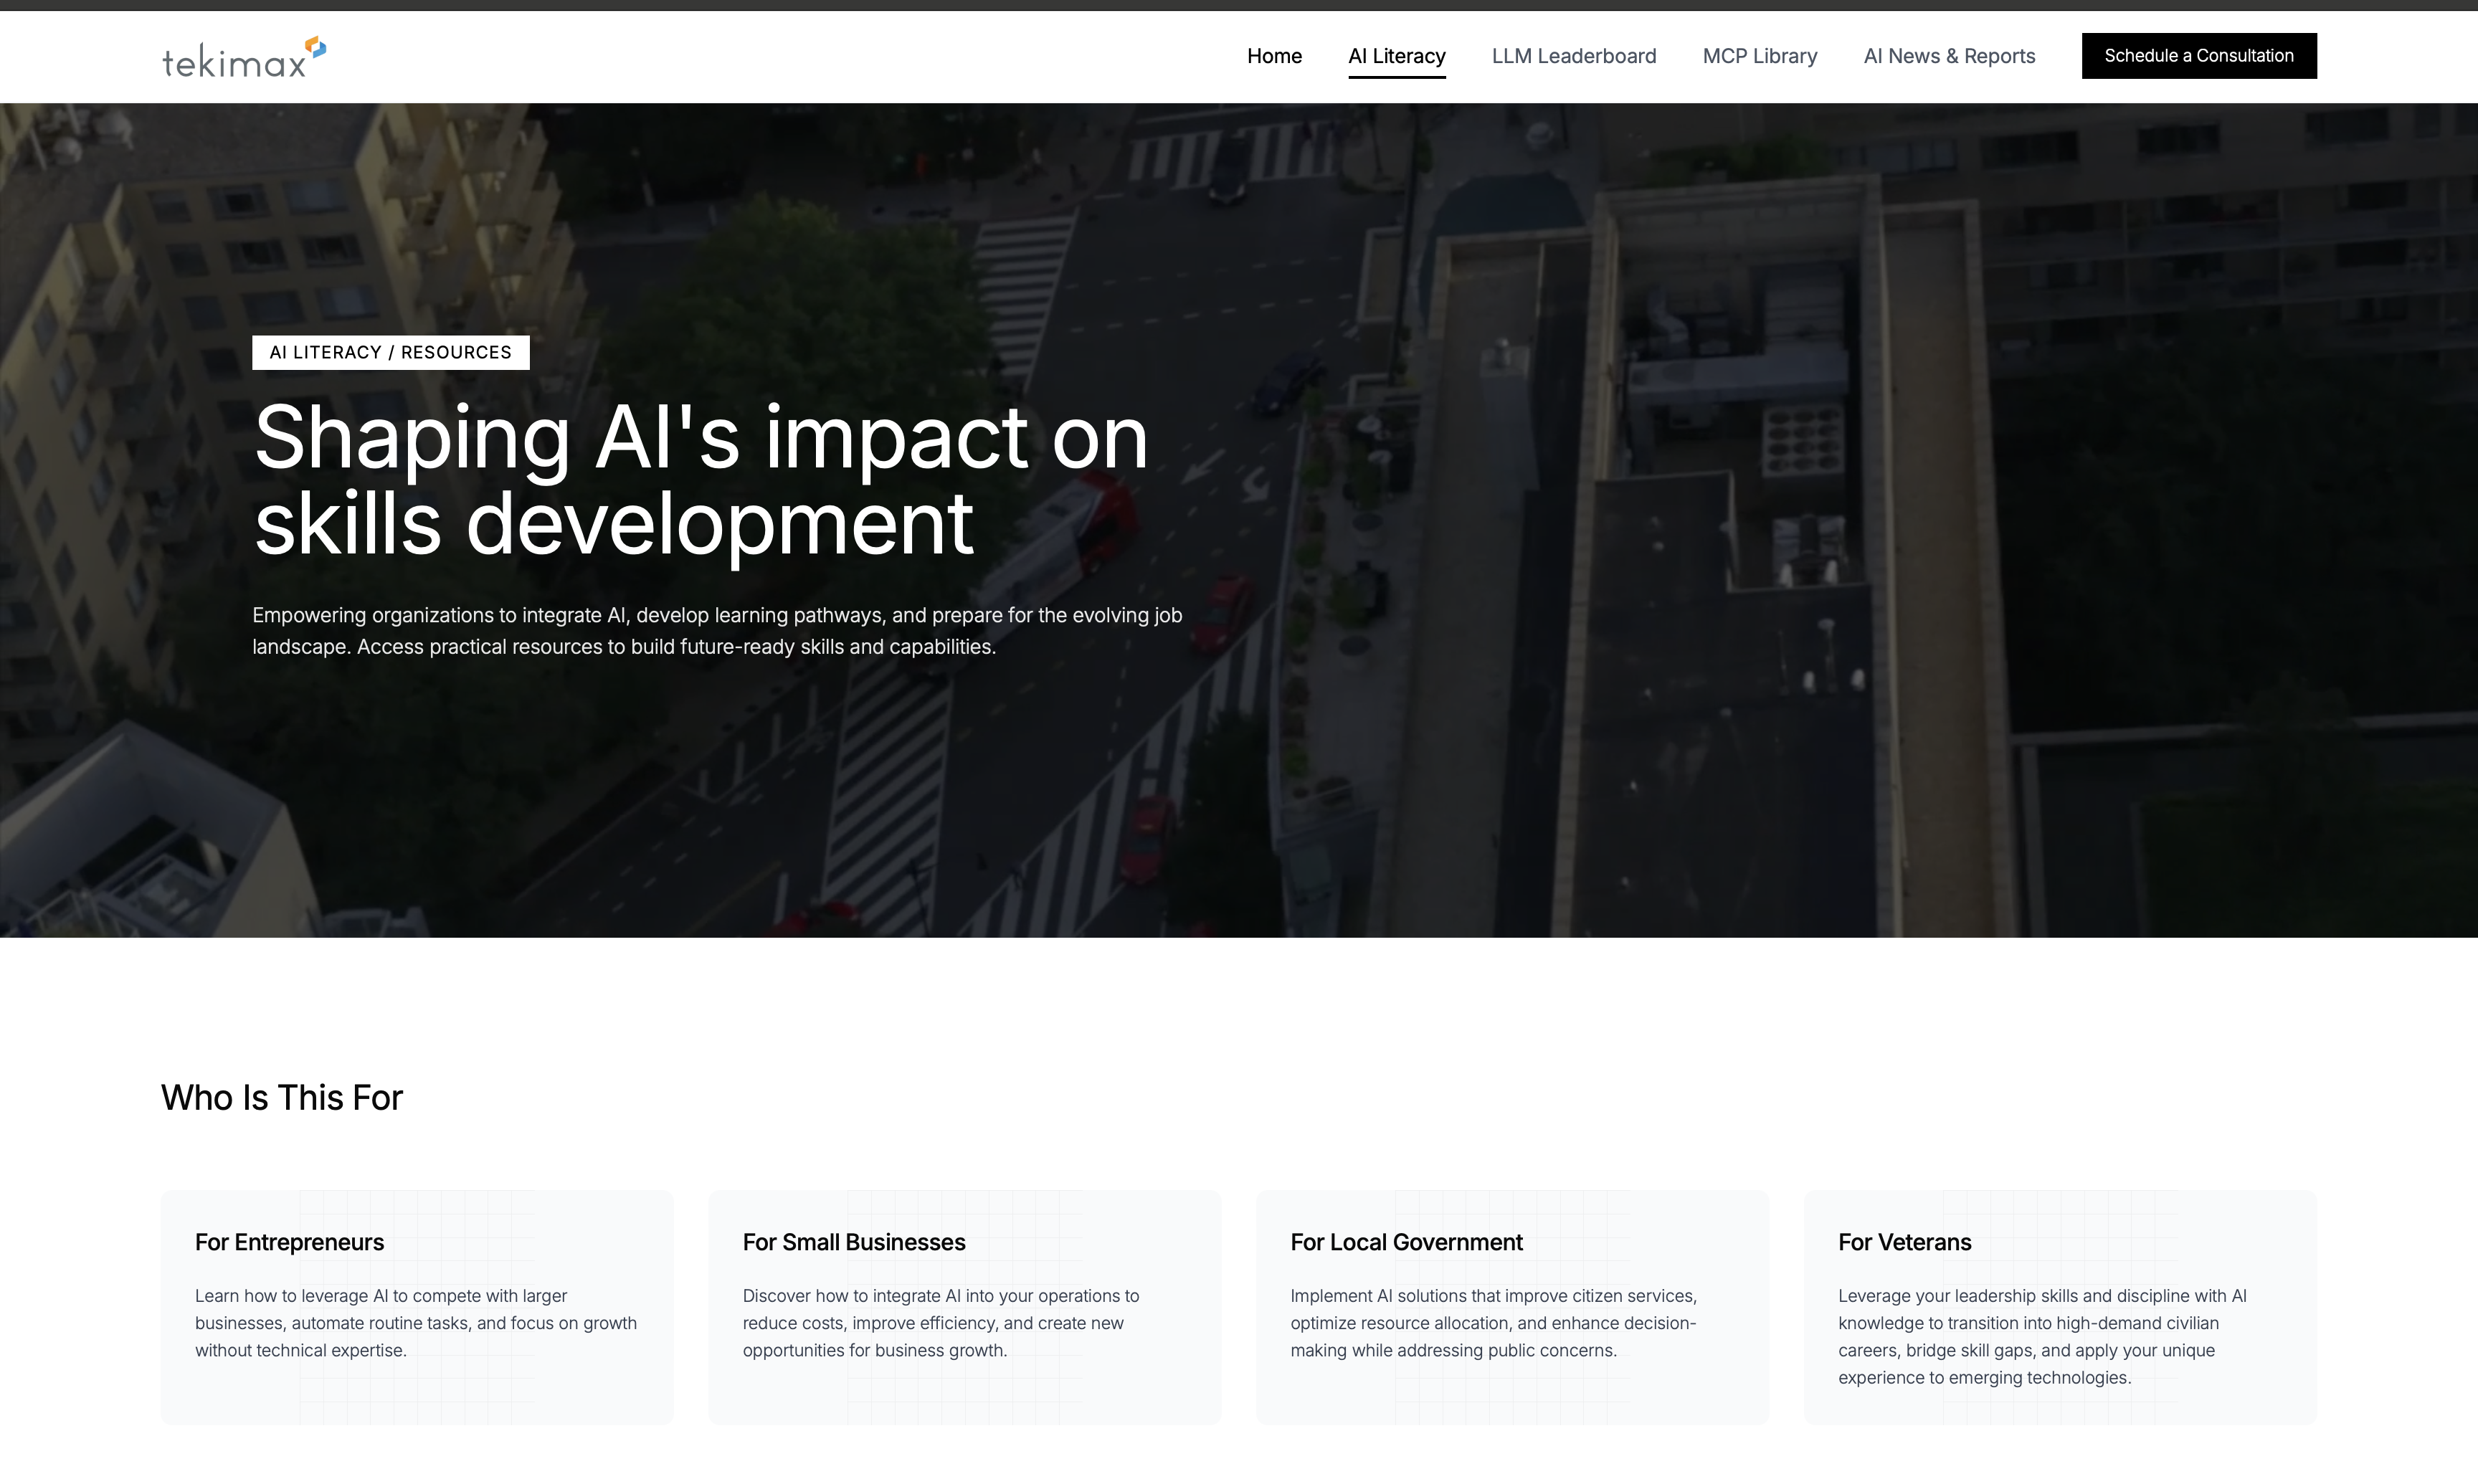 tekimax
Home
AI Literacy
LLM Leaderboard
MCP Library
AI News & Reports
Schedule a Consultation
AI LITERACY / RESOURCES
Shaping AI's impact on
skills development
Empowering organizations to integrate AI, develop learning pathways, and prepare for the evolving job
landscape. Access practical resources to build future-ready skills and capabilities.
Who Is This For
For Entrepreneurs
Learn how to leverage AI to compete with larger
businesses, automate routine tasks, and focus on growth
without technical expertise.
For Small Businesses
Discover how to integrate AI into your operations to
reduce costs, improve efficiency, and create new
opportunities for business growth.
For Local Government
Implement AI solutions that improve citizen services,
optimize resource allocation, and enhance decision-
making while addressing public concerns.
For Veterans
Leverage your leadership skills and discipline with AI
knowledge to transition into high-demand civilian
careers, bridge skill gaps, and apply your unique
experience to emerging technologies.